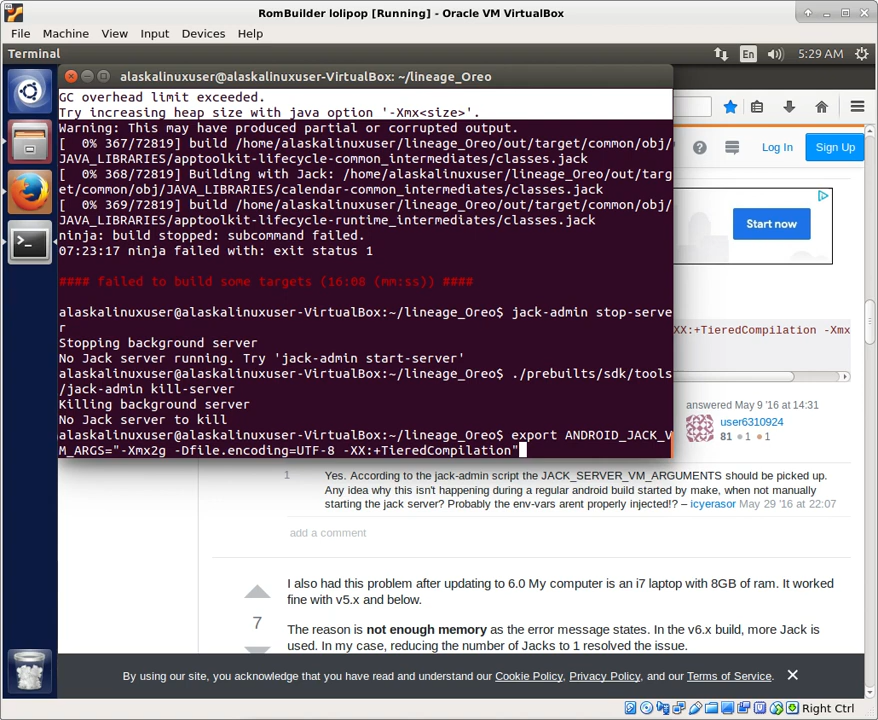 RomBuilder lolipop [Running] - Oracle VM VirtualBox
File Machine View Input Devices Help
Terminal
En
5:29 AM
alaskalinuxuser@alaskalinuxuser-VirtualBox: ~/lineage_Oreo
GC overhead limit exceeded.
Try increasing heap size with java option '-Xmx<size>'.
Warning: This may have produced partial or corrupted output.
[  0% 367/72819] build /home/alaskalinuxuser/lineage_Oreo/out/target/common/obj/
JAVA_LIBRARIES/apptoolkit-lifecycle-common_intermediates/classes.jack
[  0% 368/72819] Building with Jack: /home/alaskalinuxuser/lineage_Oreo/out/targ
et/common/obj/JAVA_LIBRARIES/calendar-common_intermediates/classes.jack
[  0% 369/72819] build /home/alaskalinuxuser/lineage_Oreo/out/target/common/obj/
JAVA_LIBRARIES/apptoolkit-lifecycle-runtime_intermediates/classes.jack
ninja: build stopped: subcommand failed.
07:23:17 ninja failed with: exit status 1
#### failed to build some targets (16:08 (mm:ss)) ####
alaskalinuxuser@alaskalinuxuser-VirtualBox:~/lineage_Oreo$ jack-admin stop-serve
r
Stopping background server
No Jack server running. Try 'jack-admin start-server'
alaskalinuxuser@alaskalinuxuser-VirtualBox:~/lineage_Oreo$ ./prebuilts/sdk/tools
/jack-admin kill-server
Killing background server
No Jack server to kill
alaskalinuxuser@alaskalinuxuser-VirtualBox:~/lineage_Oreo$ export ANDROID_JACK_V
M_ARGS="-Xmx2g -Dfile.encoding=UTF-8 -XX:+TieredCompilation"
Log In
Sign Up
Start now
XX:+TieredCompilation -Xmx
answered May 9 '16 at 14:31
user6310924
81 ●1 ●1
1
Yes. According to the jack-admin script the JACK_SERVER_VM_ARGUMENTS should be picked up.
Any idea why this isn't happening during a regular android build started by make, when not manually
starting the jack server? Probably the env-vars arent properly injected!? – icyerasor May 29 '16 at 22:07
add a comment
I also had this problem after updating to 6.0 My computer is an i7 laptop with 8GB of ram. It worked
fine with v5.x and below.
7
The reason is not enough memory as the error message states. In the v6.x build, more Jack is
used. In my case, reducing the number of Jacks to 1 resolved the issue.
By using our site, you acknowledge that you have read and understand our Cookie Policy, Privacy Policy, and our Terms of Service.
Right Ctrl